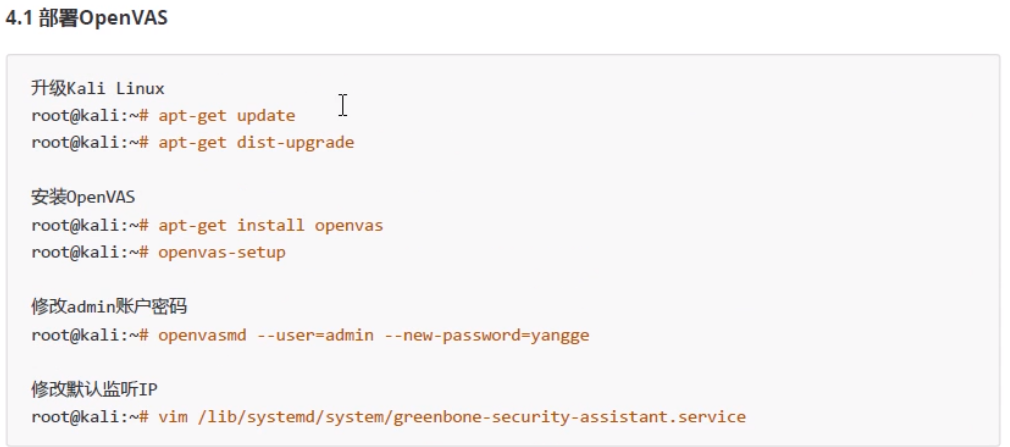 4.1 部署OpenVAS
升级Kali Linux
root@kali:~# apt-get update
root@kali:~# apt-get dist-upgrade
安装OpenVAS
root@kali:~# apt-get install openvas
root@kali:~# openvas-setup
修改admin账户密码
root@kali:~# openvasmd --user=admin --new-password=yangge
修改默认监听IP
root@kali:~# vim /lib/systemd/system/greenbone-security-assistant.service